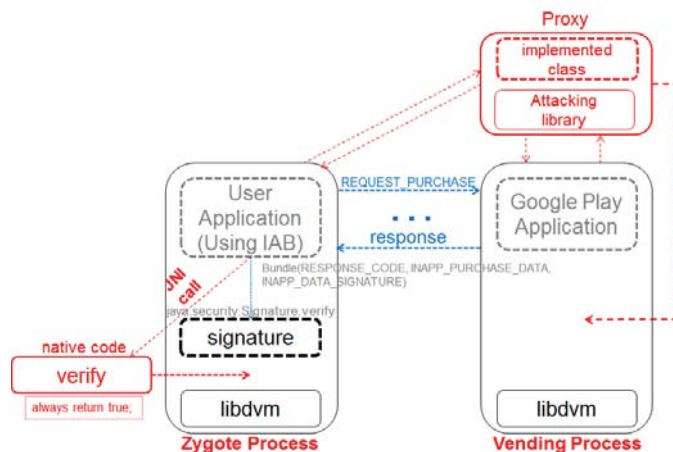 Proxy
implemented
class
Attacking
library
User
Application
(Using IAB)
REQUEST_PURCHASE
...
response
Google Play
Application
Bundle(RESPONSE_CODE, INAPP_PURCHASE_DATA,
INAPP_DATA_SIGNATURE)
JNI
call
java.security.Signature.verify
signature
native code
verify
always return true;
libdvm
libdvm
Zygote Process
Vending Process